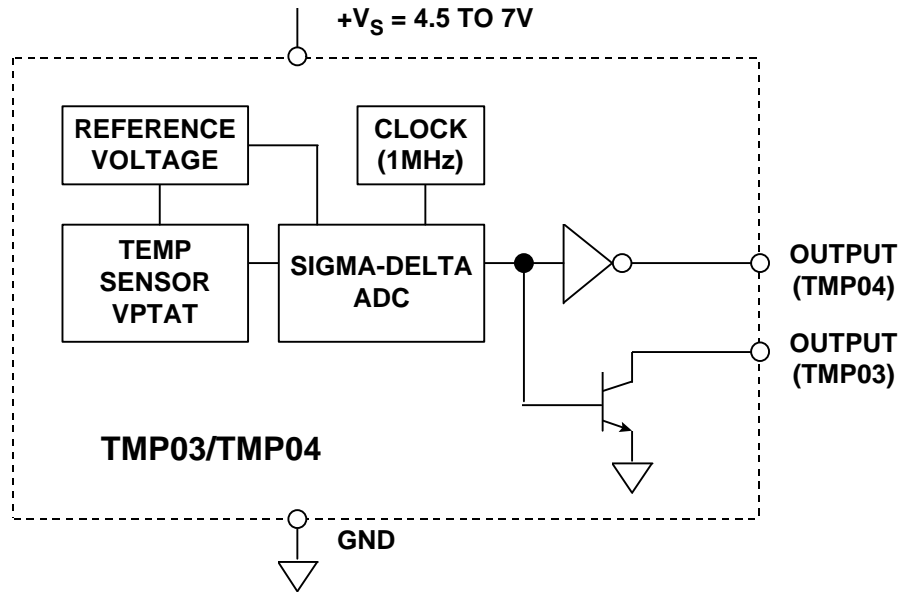 +VS = 4.5 TO 7V
REFERENCE
VOLTAGE
CLOCK
(1MHz)
TEMP
SENSOR
VPTAT
SIGMA-DELTA
ADC
OUTPUT
(TMP04)
OUTPUT
(TMP03)
TMP03/TMP04
GND